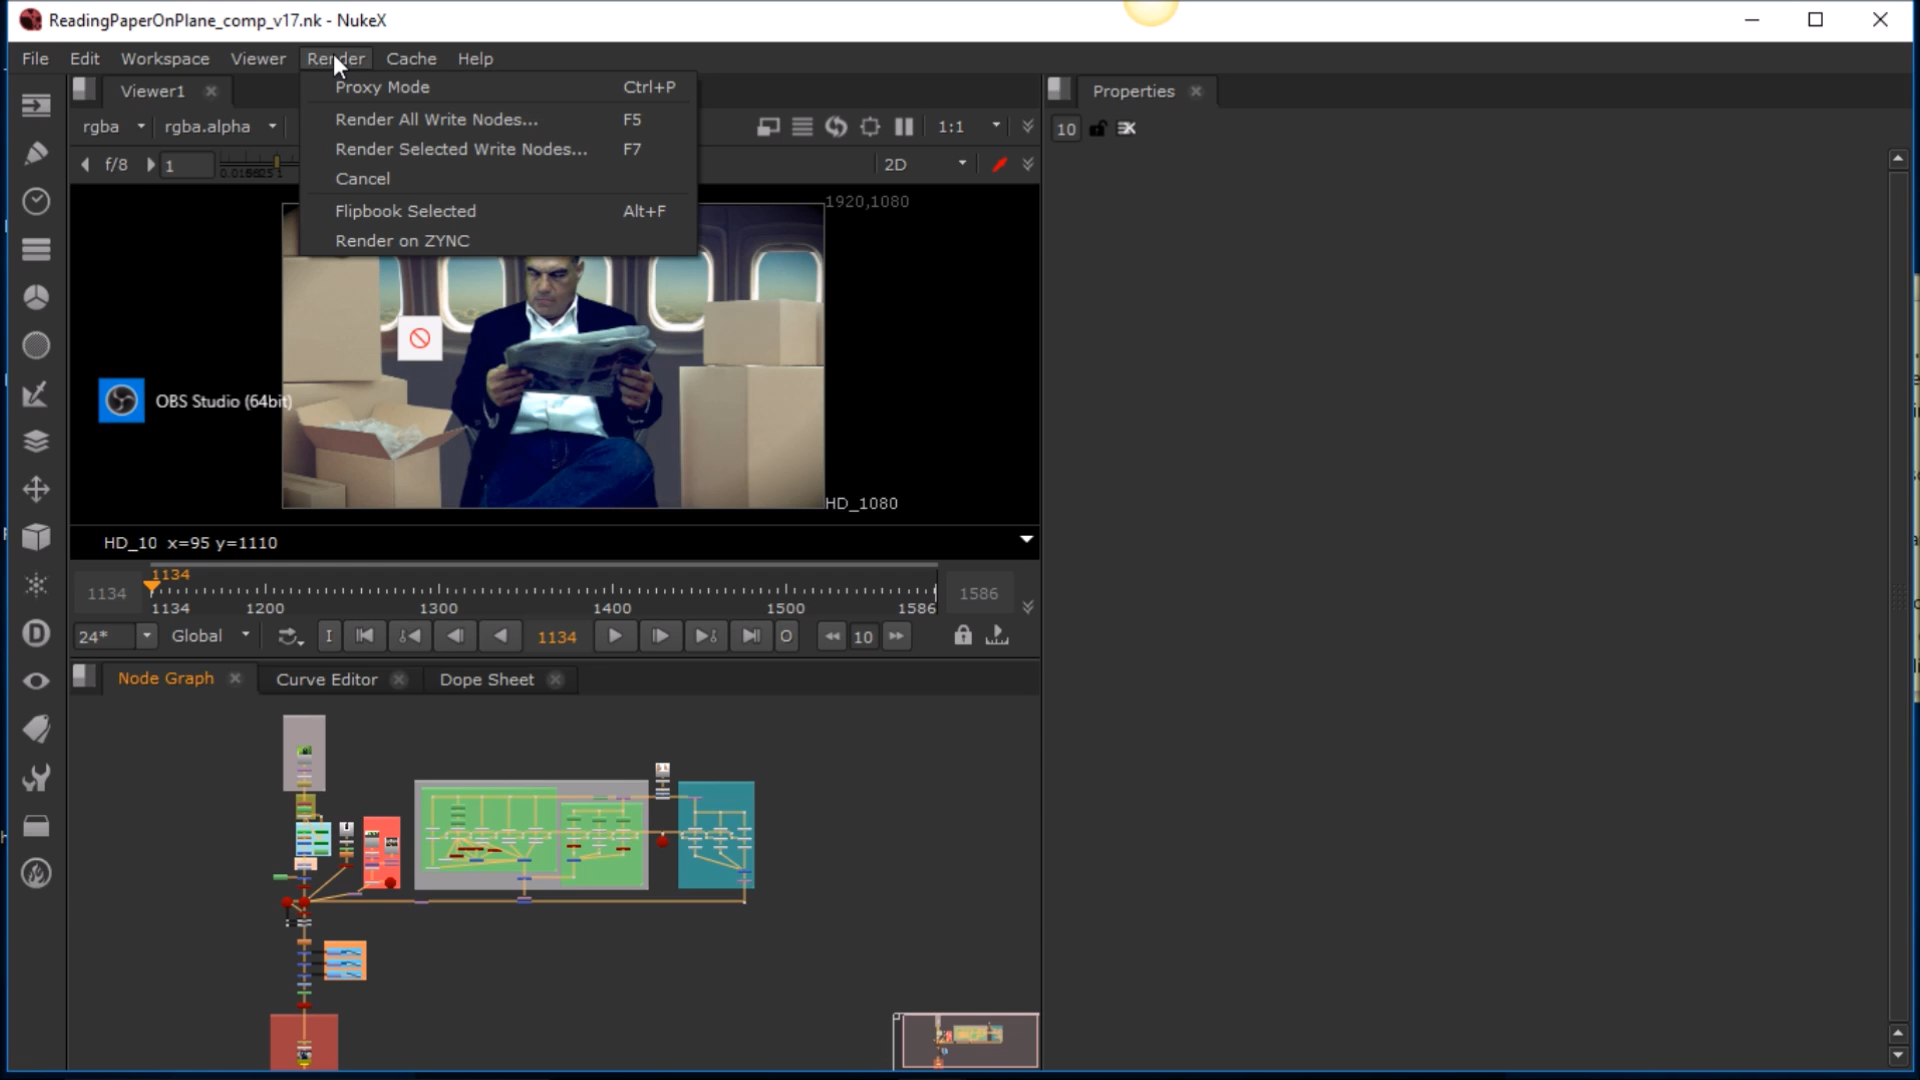 ReadingPaperOnPlane_comp_v17.nk - NukeX
File Edit Workspace Viewer Render Cache Help
Viewer1
Properties
Proxy Mode Ctrl+P
rgba rgba.alpha
Render All Write Nodes... F5
1:1
10
Render Selected Write Nodes... F7
f/8 1
2D
Cancel
Flipbook Selected Alt+F
1920,1080
Render on ZYNC
OBS Studio (64bit)
HD_1080
HD_10 x=95 y=1110
1134
1134 1586
1134 1200 1300 1400 1500 1586
24* Global I 1134 O 10
Node Graph Curve Editor Dope Sheet